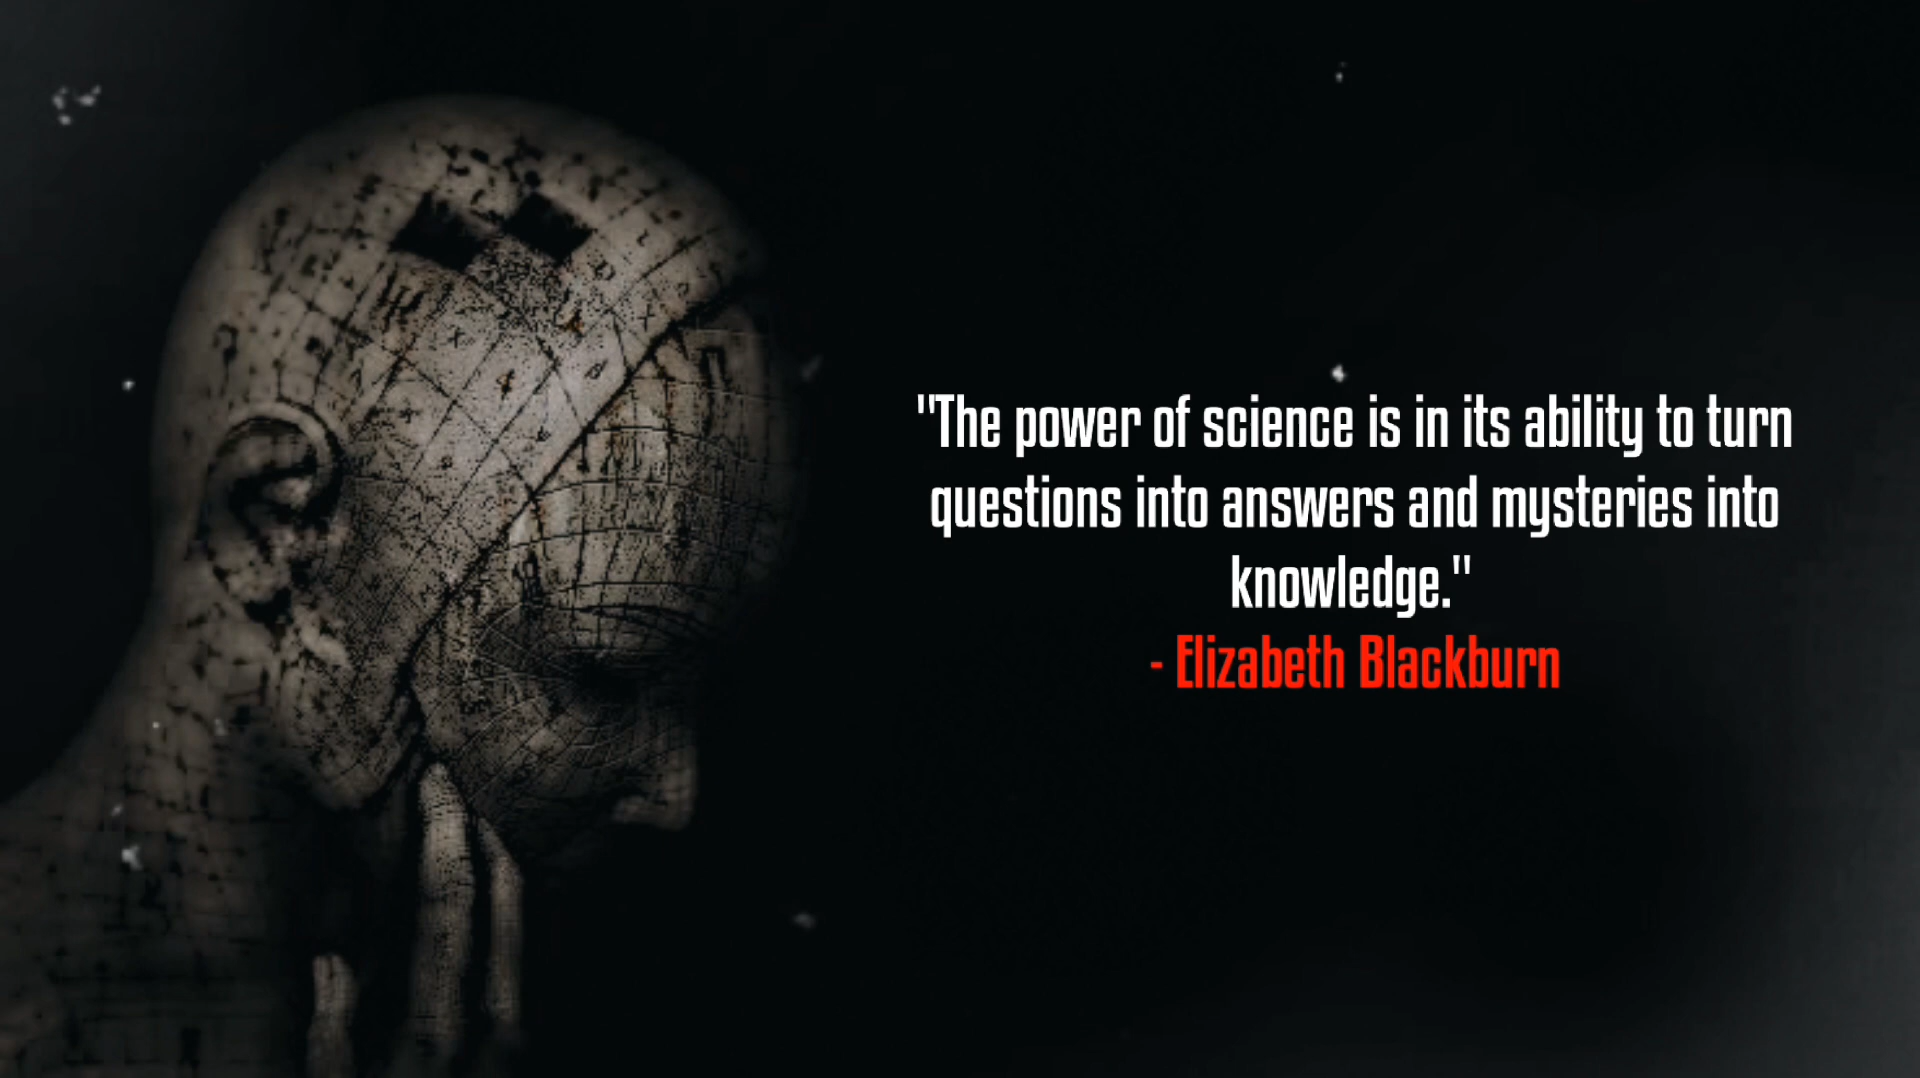 "The power of science is in its ability to turn
questions into answers and mysteries into
knowledge."
- Elizabeth Blackburn